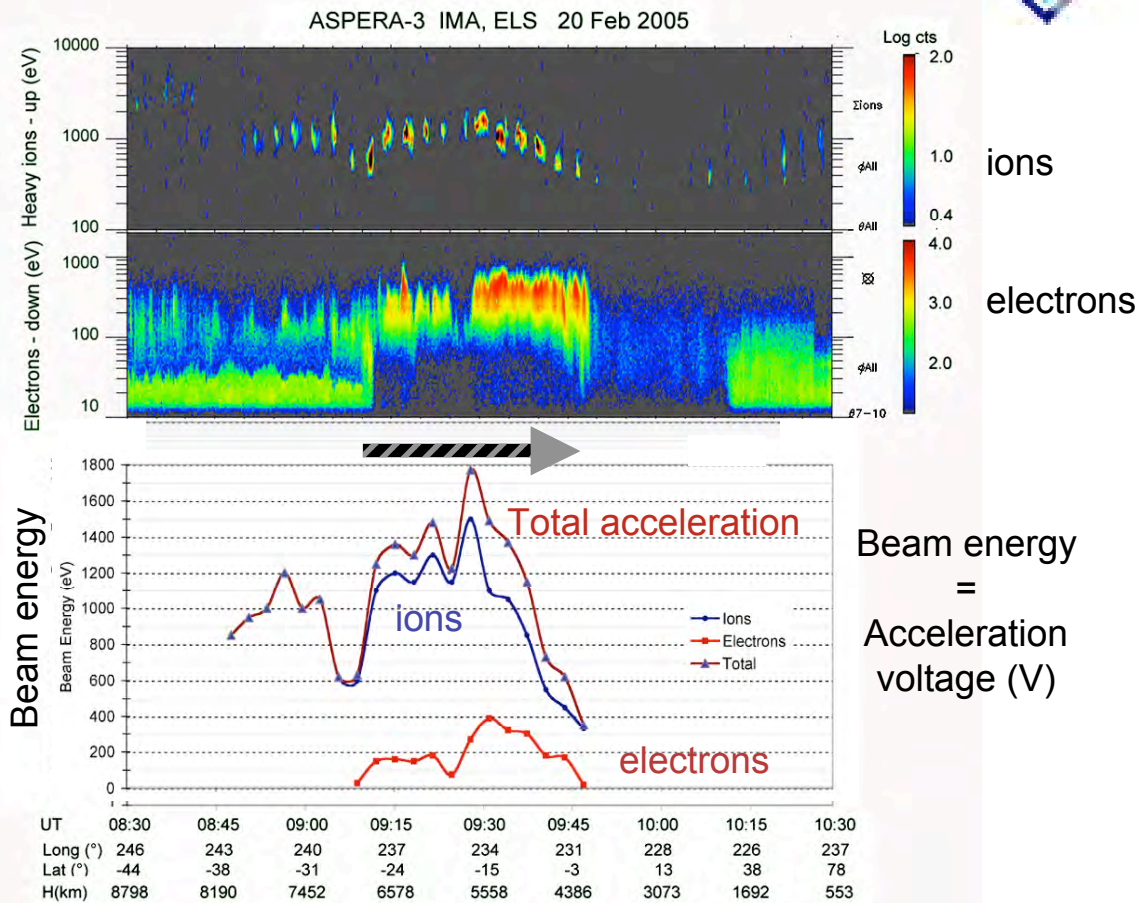 ASPERA-3 IMA, ELS 20 Feb 2005
Heavy ions - up (eV)
10000
1000
100
Σions
φAll
θAll
Log cts
2.0
1.0
0.4
ions
Electrons - down (eV)
1000
100
10
φAll
θ7-10
4.0
3.0
2.0
electrons
Beam energy
Beam Energy (eV)
1800
1600
1400
1200
1000
800
600
400
200
0
Total acceleration
ions
electrons
Ions
Electrons
Total
Beam energy
=
Acceleration
voltage (V)
UT 08:30 08:45 09:00 09:15 09:30 09:45 10:00 10:15 10:30
Long (°) 246 243 240 237 234 231 228 226 237
Lat (°) -44 -38 -31 -24 -15 -3 13 38 78
H(km) 8798 8190 7452 6578 5558 4386 3073 1692 553